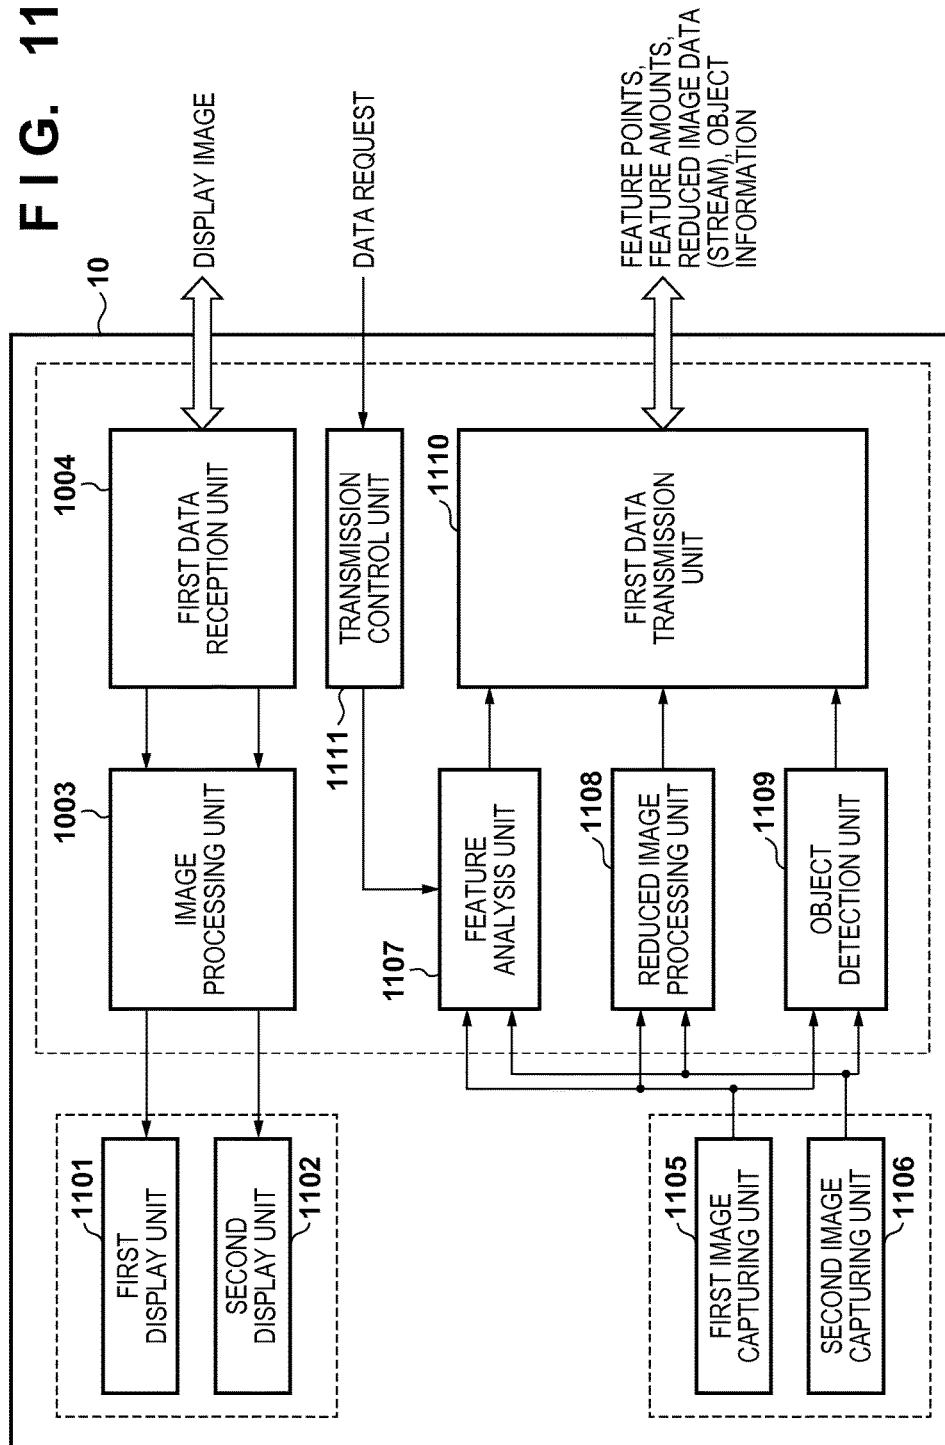 FIG. 11
10
1101
FIRST
DISPLAY UNIT
SECOND
DISPLAY UNIT
1102
1003
IMAGE
PROCESSING UNIT
1004
FIRST DATA
RECEPTION UNIT
DISPLAY IMAGE
1111
TRANSMISSION
CONTROL UNIT
DATA REQUEST
1107
FEATURE
ANALYSIS UNIT
1110
FIRST DATA
TRANSMISSION
UNIT
FEATURE POINTS,
FEATURE AMOUNTS,
REDUCED IMAGE DATA
(STREAM), OBJECT
INFORMATION
1108
REDUCED IMAGE
PROCESSING UNIT
1105
FIRST IMAGE
CAPTURING UNIT
1109
OBJECT
DETECTION UNIT
SECOND IMAGE
CAPTURING UNIT
1106